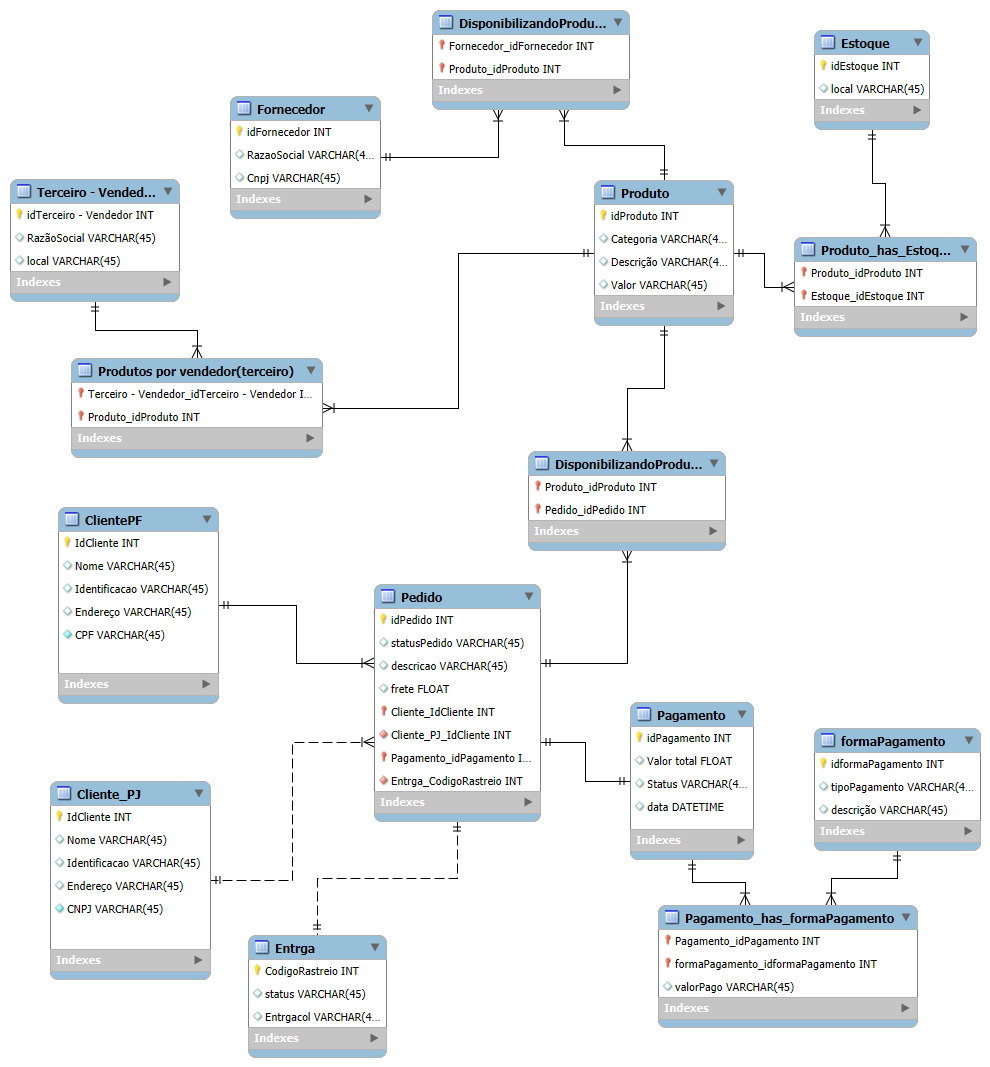 DisponibilizandoProdu...
Fornecedor_idFornecedor INT
Produto_idProduto INT
Indexes
Estoque
idEstoque INT
local VARCHAR(45)
Indexes
Fornecedor
idFornecedor INT
RazaoSocial VARCHAR(4...
Cnpj VARCHAR(45)
Indexes
Terceiro - Vended...
idTerceiro - Vendedor INT
RazãoSocial VARCHAR(45)
local VARCHAR(45)
Indexes
Produto
idProduto INT
Categoria VARCHAR(4...
Descrição VARCHAR(4...
Valor VARCHAR(45)
Indexes
Produto_has_Estoq...
Produto_idProduto INT
Estoque_idEstoque INT
Indexes
Produtos por vendedor(terceiro)
Terceiro - Vendedor_idTerceiro - Vendedor I...
Produto_idProduto INT
Indexes
DisponibilizandoProdu...
Produto_idProduto INT
Pedido_idPedido INT
Indexes
ClientePF
IdCliente INT
Nome VARCHAR(45)
Identificacao VARCHAR(45)
Endereço VARCHAR(45)
CPF VARCHAR(45)
Indexes
Pedido
idPedido INT
statusPedido VARCHAR(45)
descricao VARCHAR(45)
frete FLOAT
Cliente_IdCliente INT
Cliente_PJ_IdCliente INT
Pagamento_idPagamento I...
Entrga_CodigoRastreio INT
Indexes
Pagamento
idPagamento INT
Valor total FLOAT
Status VARCHAR(4...
data DATETIME
Indexes
formaPagamento
idformaPagamento INT
tipoPagamento VARCHAR(4...
descrição VARCHAR(45)
Indexes
Cliente_PJ
IdCliente INT
Nome VARCHAR(45)
Identificacao VARCHAR(45)
Endereço VARCHAR(45)
CNPJ VARCHAR(45)
Indexes
Pagamento_has_formaPagamento
Pagamento_idPagamento INT
formaPagamento_idformaPagamento INT
valorPago VARCHAR(45)
Indexes
Entrga
CodigoRastreio INT
status VARCHAR(45)
Entrgacol VARCHAR(4...
Indexes